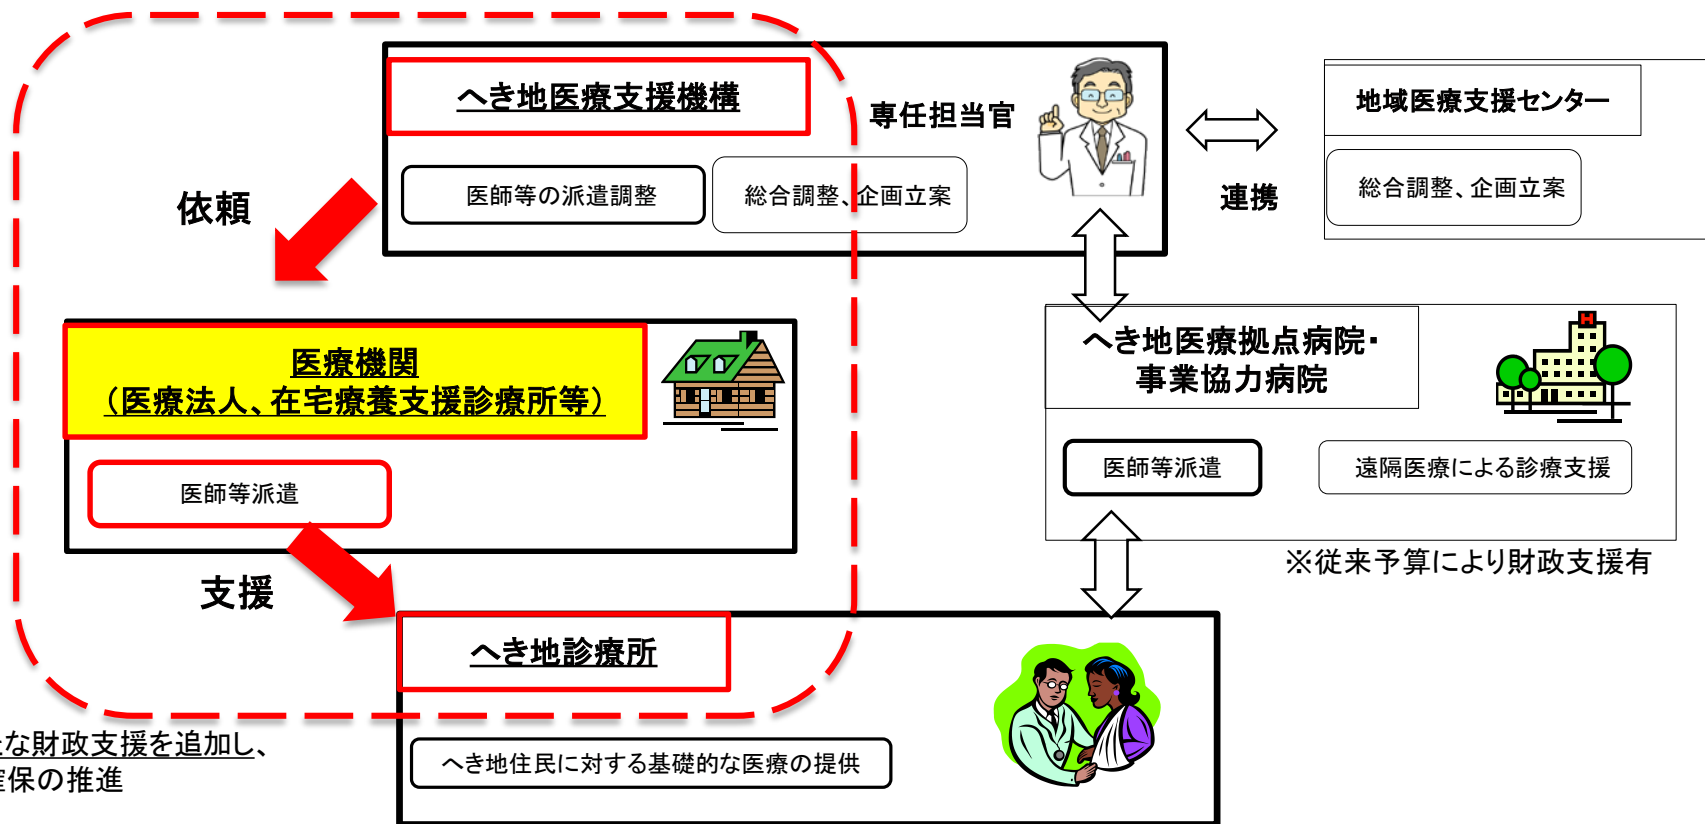 へき地医療支援機構
専任担当官
医師等の派遣調整
総合調整、企画立案
地域医療支援センター
総合調整、企画立案
連携
依頼
医療機関
（医療法人、在宅療養支援診療所等）
医師等派遣
支援
へき地医療拠点病院・
事業協力病院
H
医師等派遣
遠隔医療による診療支援
※従来予算により財政支援有
へき地診療所
へき地住民に対する基礎的な医療の提供
な財政支援を追加し、
保の推進